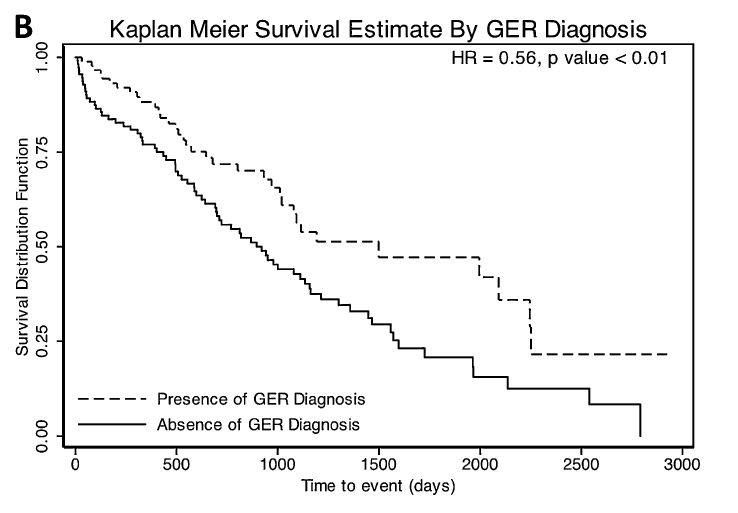 B
Kaplan Meier Survival Estimate By GER Diagnosis
HR = 0.56, p value < 0.01
Survival Distribution Function
1.00
0.75
0.50
0.25
0.00
Presence of GER Diagnosis
Absence of GER Diagnosis
0 500 1000 1500 2000 2500 3000
Time to event (days)